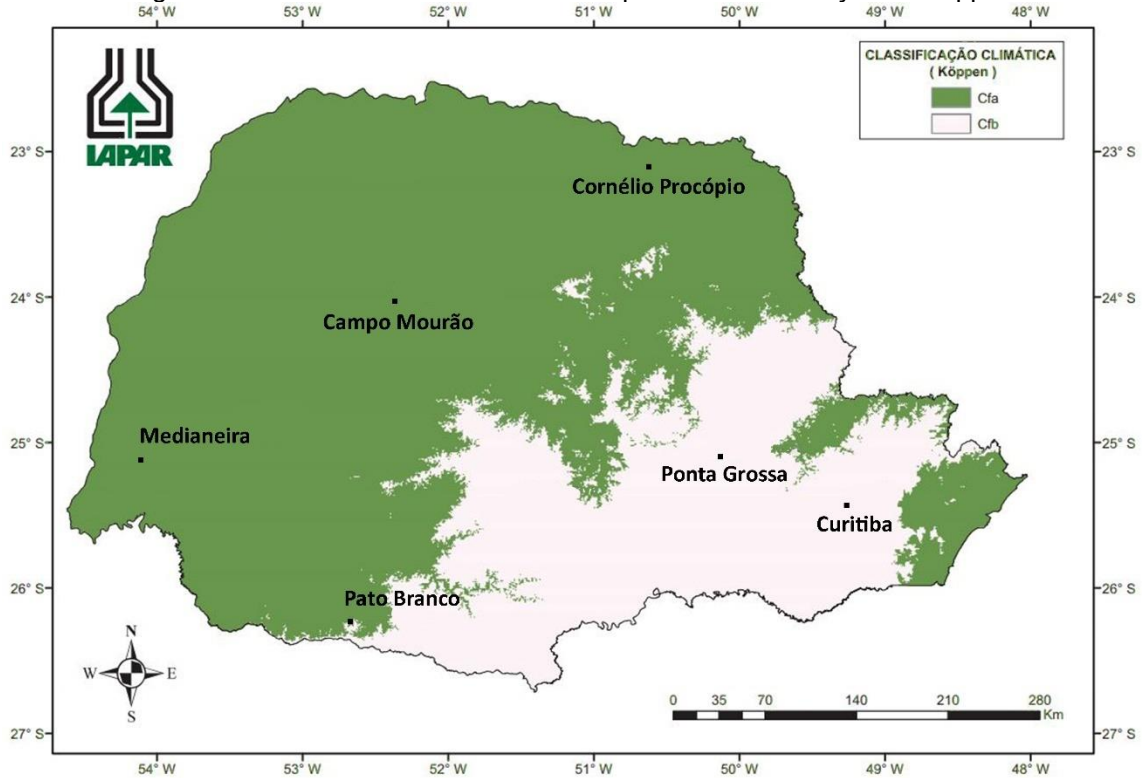 54° W 53° W 52° W 51° W 50° W 49° W 48° W
CLASSIFICAÇÃO CLIMÁTICA
( Köppen )
Cfa
Cfb
IAPAR
23° S 23° S
Cornélio Procópio
24° S 24° S
Campo Mourão
Medianeira
25° S 25° S
Ponta Grossa
Curitiba
26° S 26° S
Pato Branco
N
W E
S
0 35 70 140 210 280
Km
27° S 27° S
54° W 53° W 52° W 51° W 50° W 49° W 48° W